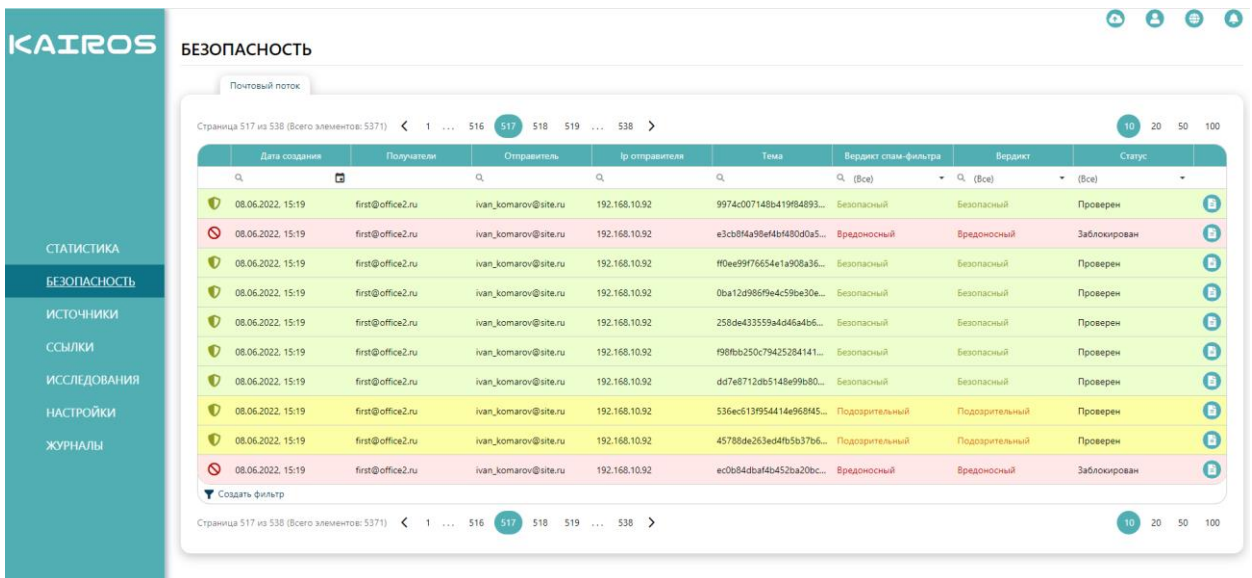 KAIROS
БЕЗОПАСНОСТЬ
Почтовый поток
Страница 517 из 538 (Всего элементов: 5371) 1 ... 516 517 518 519 ... 538 10 20 50 100
Дата создания Получатели Отправитель Ip отправителя Тема Вердикт спам-фильтра Вердикт Статус
(Все) (Все) (Все)
08.06.2022, 15:19 first@office2.ru ivan_komarov@site.ru 192.168.10.92 9974c007148b419f84893... Безопасный Безопасный Проверен
08.06.2022, 15:19 first@office2.ru ivan_komarov@site.ru 192.168.10.92 e3cb8f4a98ef4bf480d0a5... Вредоносный Вредоносный Заблокирован
08.06.2022, 15:19 first@office2.ru ivan_komarov@site.ru 192.168.10.92 ff0ee99f76654e1a908a36... Безопасный Безопасный Проверен
08.06.2022, 15:19 first@office2.ru ivan_komarov@site.ru 192.168.10.92 0ba12d986f9e4c59be30e... Безопасный Безопасный Проверен
08.06.2022, 15:19 first@office2.ru ivan_komarov@site.ru 192.168.10.92 258de433559a4d46a4b6... Безопасный Безопасный Проверен
08.06.2022, 15:19 first@office2.ru ivan_komarov@site.ru 192.168.10.92 f98fbb250c79425284141... Безопасный Безопасный Проверен
08.06.2022, 15:19 first@office2.ru ivan_komarov@site.ru 192.168.10.92 dd7e8712db5148e99b80... Безопасный Безопасный Проверен
08.06.2022, 15:19 first@office2.ru ivan_komarov@site.ru 192.168.10.92 536ec613f954414e968f45... Подозрительный Подозрительный Проверен
08.06.2022, 15:19 first@office2.ru ivan_komarov@site.ru 192.168.10.92 45788de263ed4fb5b37b6... Подозрительный Подозрительный Проверен
08.06.2022, 15:19 first@office2.ru ivan_komarov@site.ru 192.168.10.92 ec0b84dbaf4b452ba20bc... Вредоносный Вредоносный Заблокирован
Создать фильтр
Страница 517 из 538 (Всего элементов: 5371) 1 ... 516 517 518 519 ... 538 10 20 50 100
СТАТИСТИКА
БЕЗОПАСНОСТЬ
ИСТОЧНИКИ
ССЫЛКИ
ИССЛЕДОВАНИЯ
НАСТРОЙКИ
ЖУРНАЛЫ